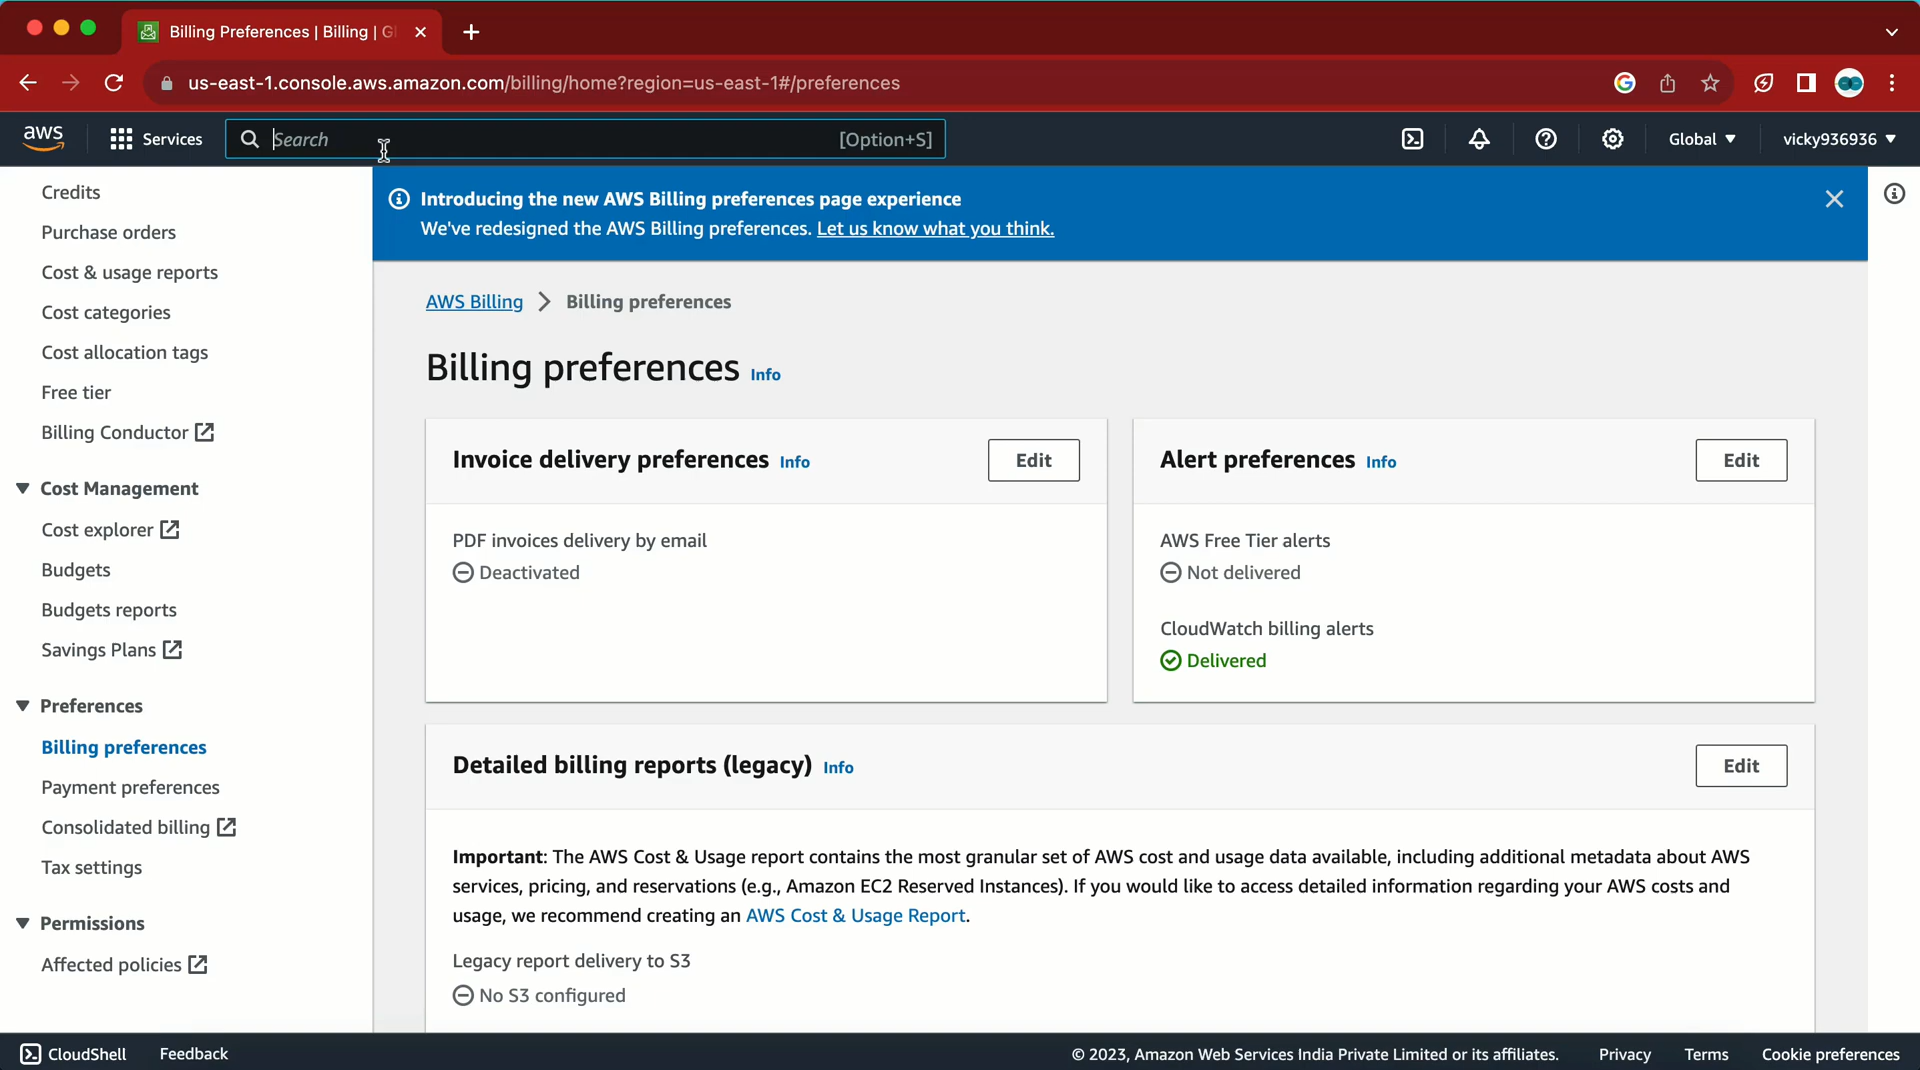 Billing Preferences | Billing | Gl
us-east-1.console.aws.amazon.com/billing/home?region=us-east-1#/preferences
aws
Services
Search
[Option+S]
Global
vicky936936
Credits
Purchase orders
Cost & usage reports
Cost categories
Cost allocation tags
Free tier
Billing Conductor
Cost Management
Cost explorer
Budgets
Budgets reports
Savings Plans
Preferences
Billing preferences
Payment preferences
Consolidated billing
Tax settings
Permissions
Affected policies
Introducing the new AWS Billing preferences page experience
We've redesigned the AWS Billing preferences. Let us know what you think.
AWS Billing
Billing preferences
Billing preferences Info
Invoice delivery preferences Info
Edit
PDF invoices delivery by email
Deactivated
Alert preferences Info
Edit
AWS Free Tier alerts
Not delivered
CloudWatch billing alerts
Delivered
Detailed billing reports (legacy) Info
Edit
Important: The AWS Cost & Usage report contains the most granular set of AWS cost and usage data available, including additional metadata about AWS
services, pricing, and reservations (e.g., Amazon EC2 Reserved Instances). If you would like to access detailed information regarding your AWS costs and
usage, we recommend creating an AWS Cost & Usage Report.
Legacy report delivery to S3
No S3 configured
CloudShell
Feedback
© 2023, Amazon Web Services India Private Limited or its affiliates.
Privacy
Terms
Cookie preferences